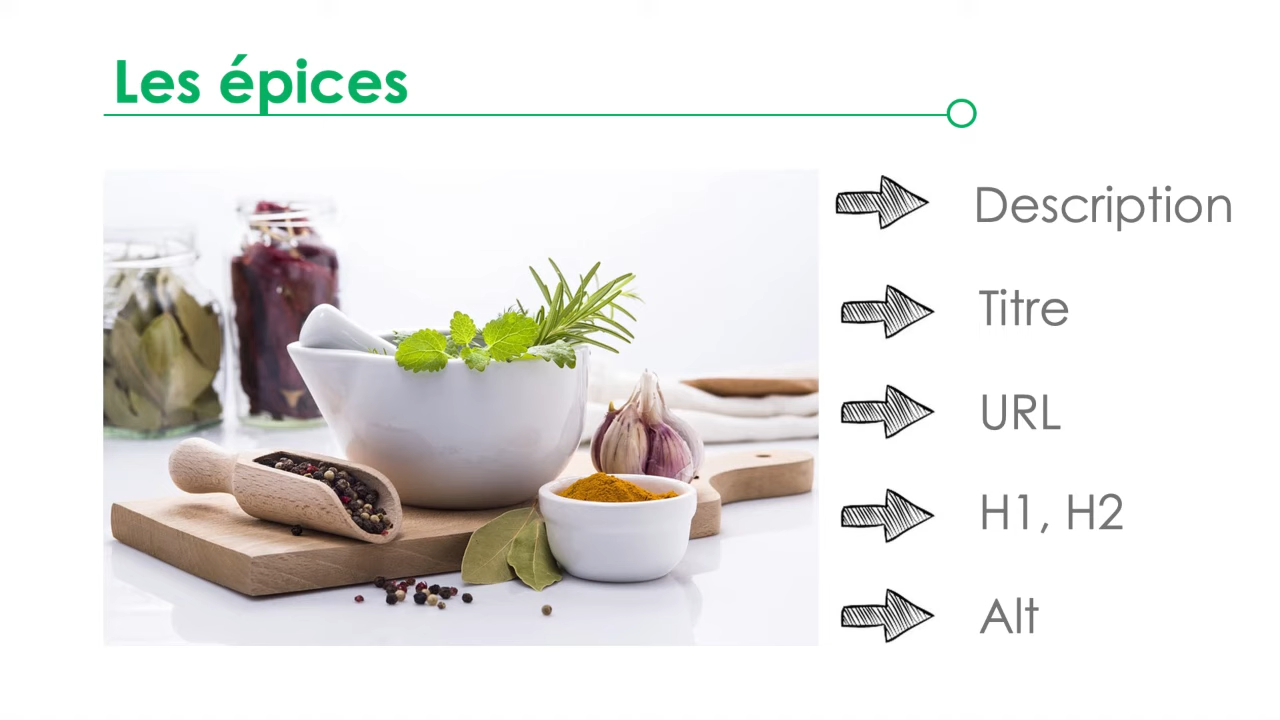 Les épices
Description
Titre
URL
H1, H2
Alt